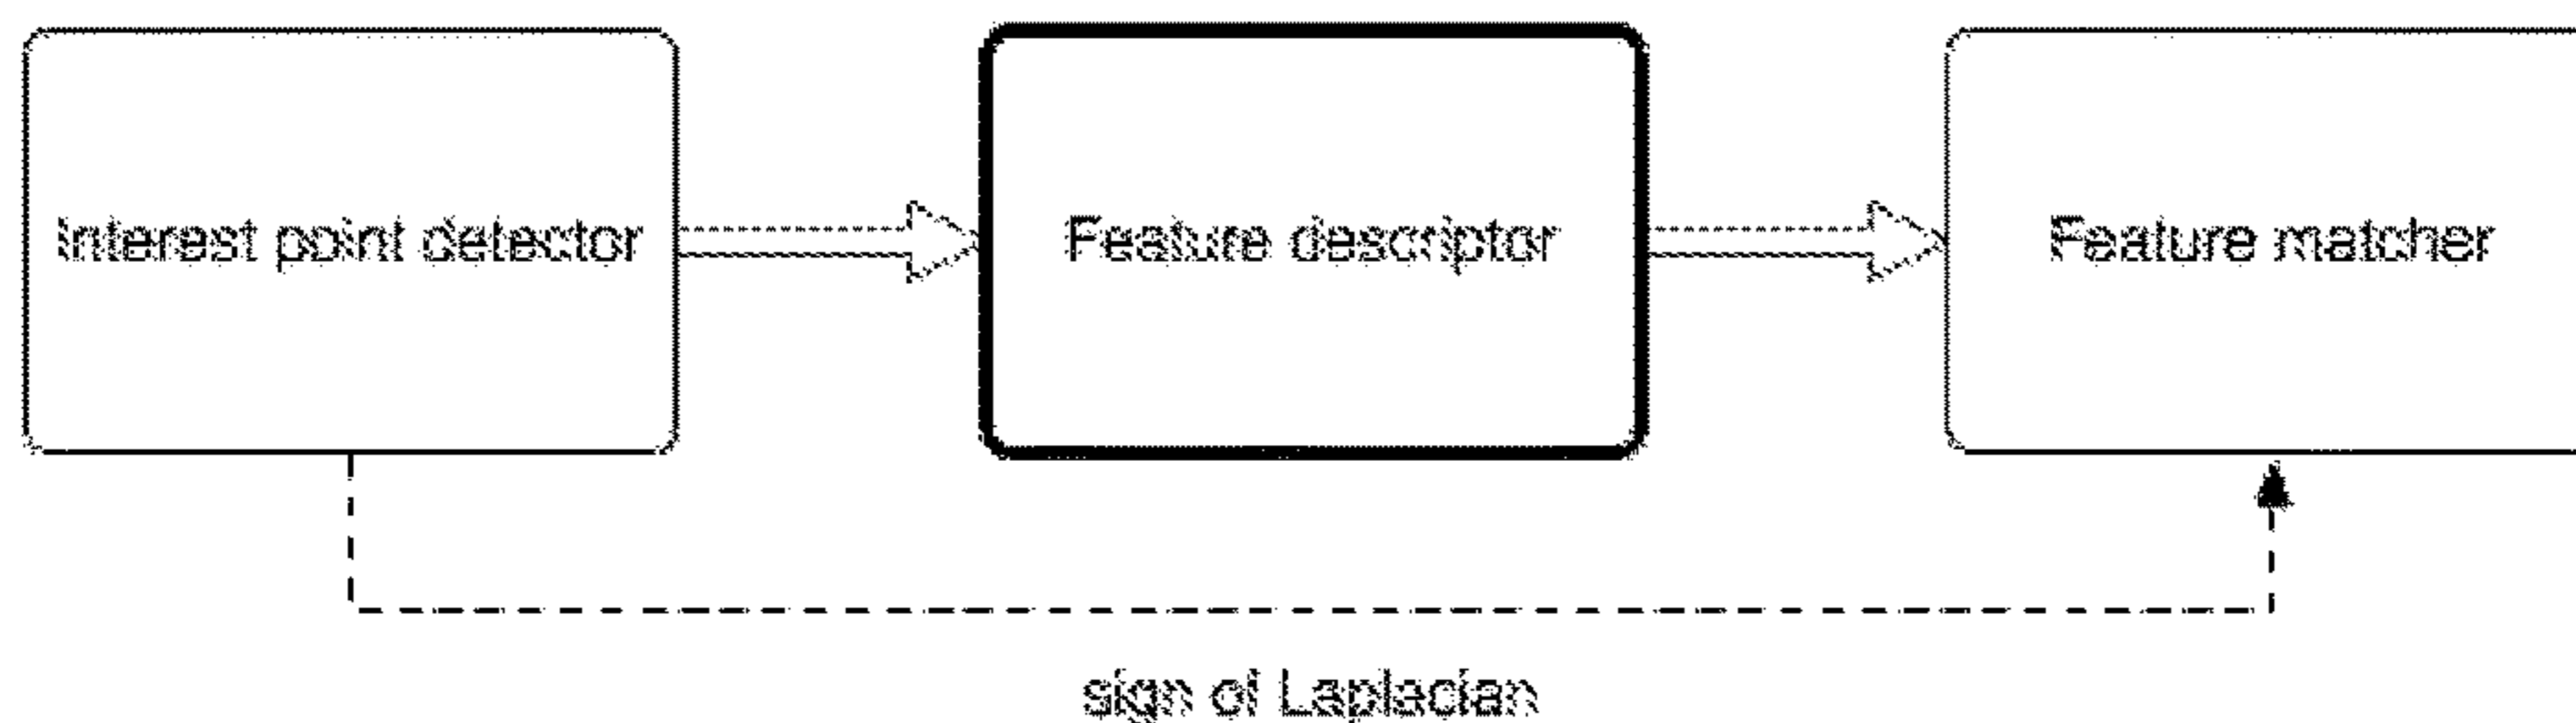 Interest point detector
Feature descriptor
Feature matcher
sign of Laplacian